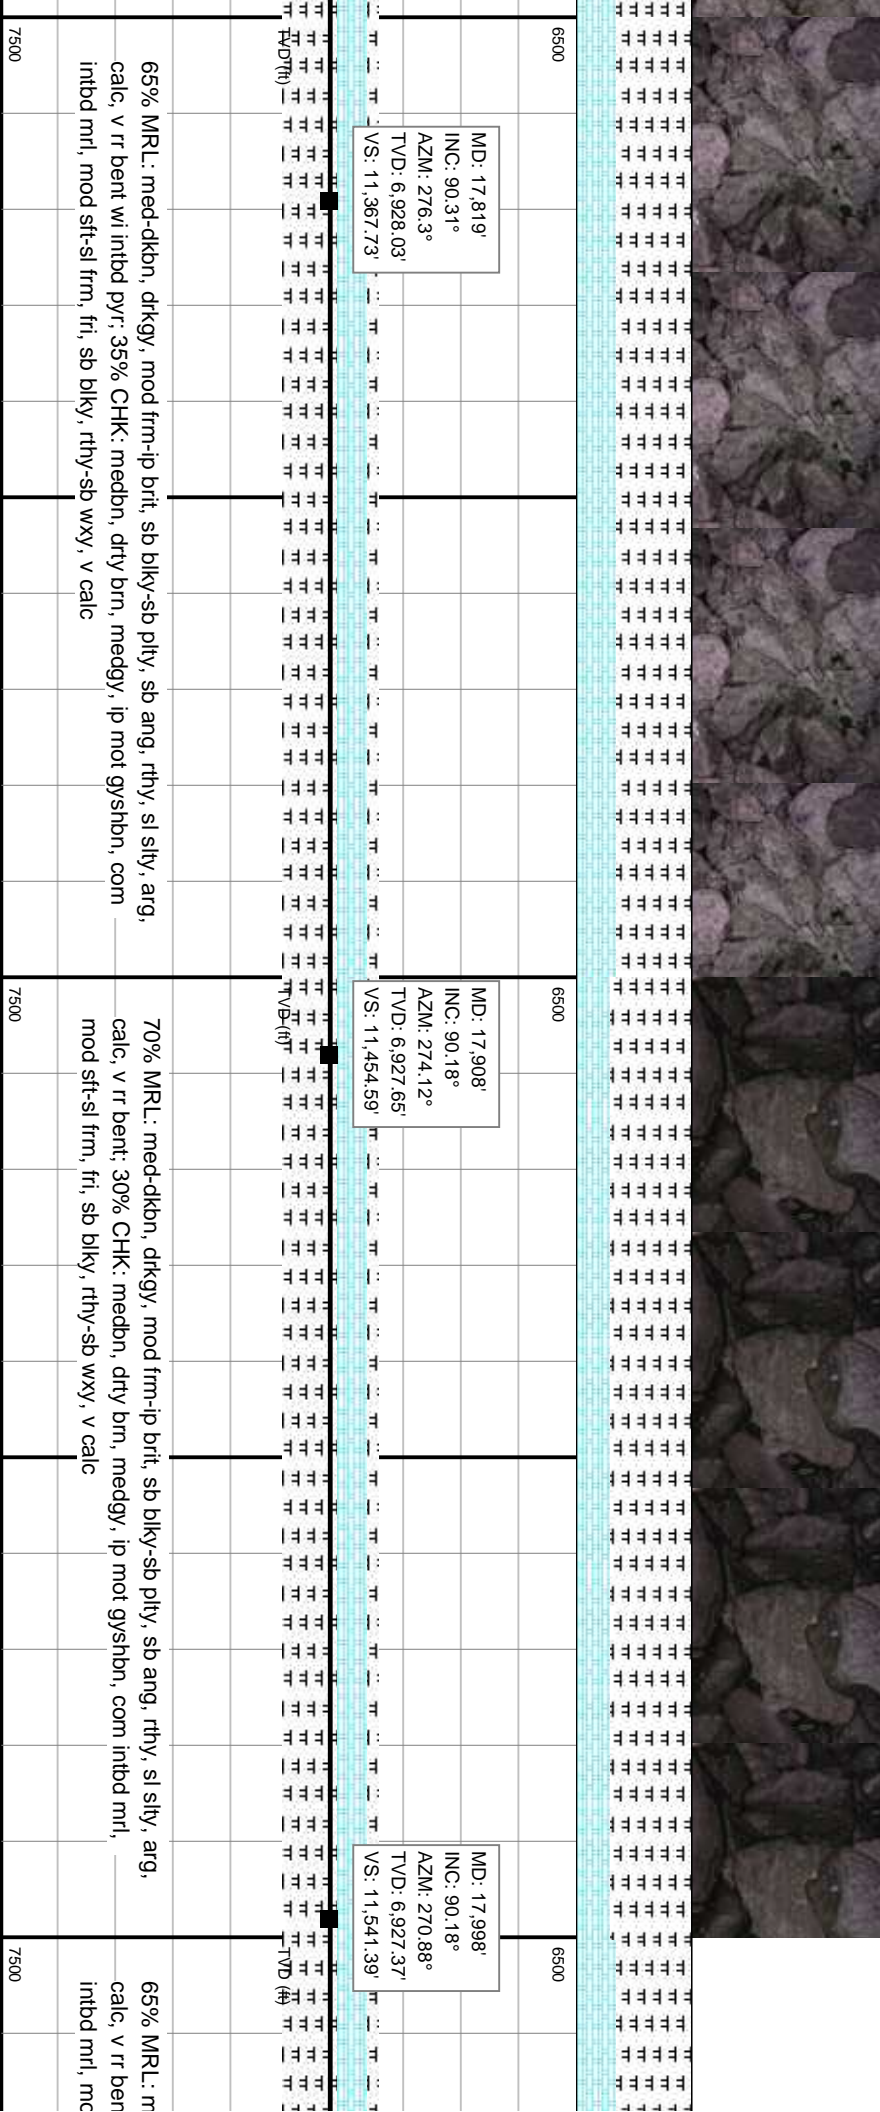 6500
7500
TVD (ft)
MD: 17,819'
INC: 90.31°
AZM: 276.3°
TVD: 6,928.03'
VS: 11,367.73'
65% MRL: med-dkbn, drkgy, mod frm-ip brit, sb blky-sb plty, sb ang, rthy, sl slty, arg,
calc, v rr bent wi intbd pyr; 35% CHK: medbn, drty brn, medgy, ip mot gyshbn, com
intbd mrl, mod sft-sl frm, fri, sb blky, rthy-sb wxy, v calc
6500
7500
TVD (ft)
MD: 17,908'
INC: 90.18°
AZM: 274.12°
TVD: 6,927.65'
VS: 11,454.59'
70% MRL: med-dkbn, drkgy, mod frm-ip brit, sb blky-sb plty, sb ang, rthy, sl slty, arg,
calc, v rr bent; 30% CHK: medbn, drty brn, medgy, ip mot gyshbn, com intbd mrl,
mod sft-sl frm, fri, sb blky, rthy-sb wxy, v calc
MD: 17,998'
INC: 90.18°
AZM: 270.88°
TVD: 6,927.37'
VS: 11,541.39'
6500
7500
TVD (ft)
65% MRL: m
calc, v rr ben
intbd mrl, mo